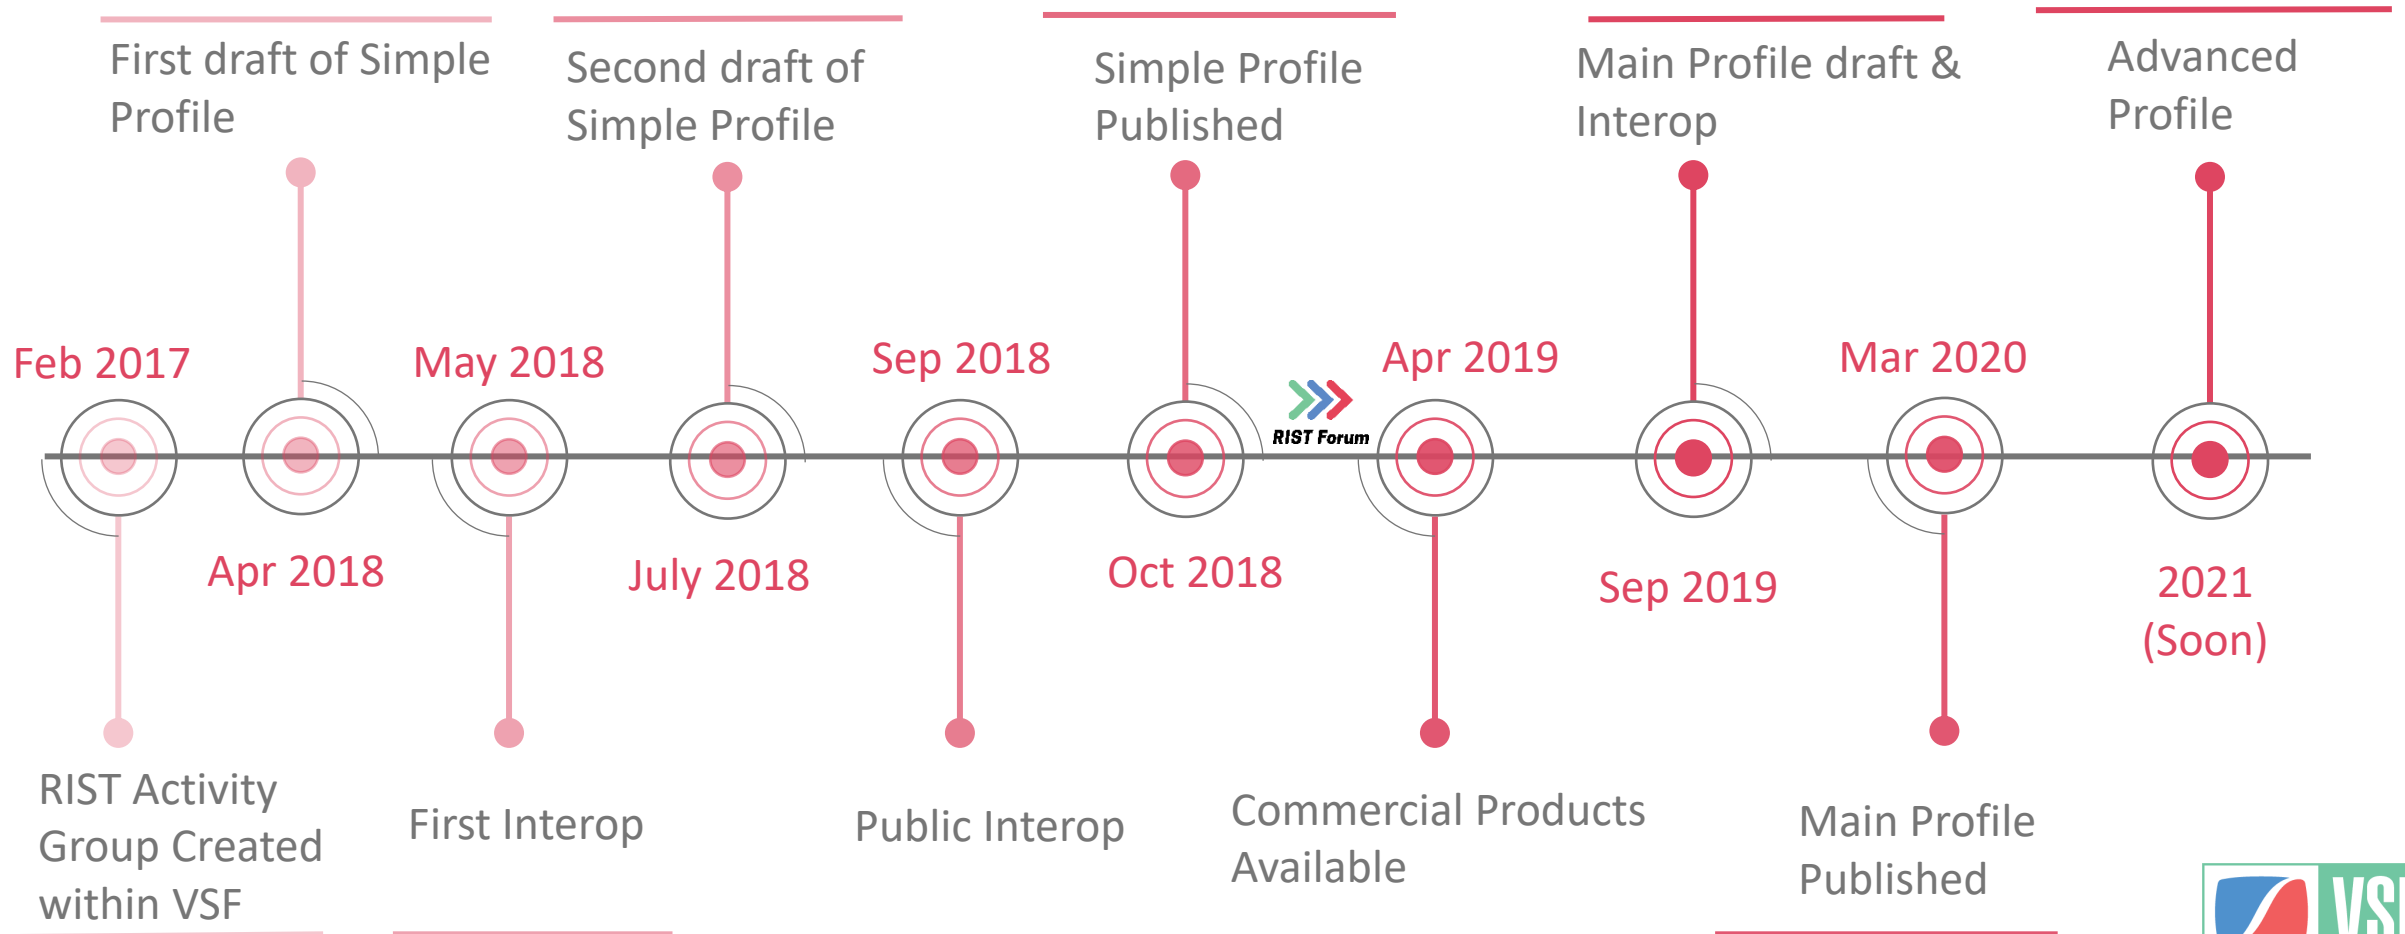 First draft of Simple
Profile
Second draft of
Simple Profile
Simple Profile
Published
Main Profile draft &
Interop
Advanced
Profile
Feb 2017
May 2018
Sep 2018
Apr 2019
Mar 2020
RIST Forum
Apr 2018
July 2018
Oct 2018
Sep 2019
2021
(Soon)
RIST Activity
Group Created
within VSF
First Interop
Public Interop
Commercial Products
Available
Main Profile
Published
VSF